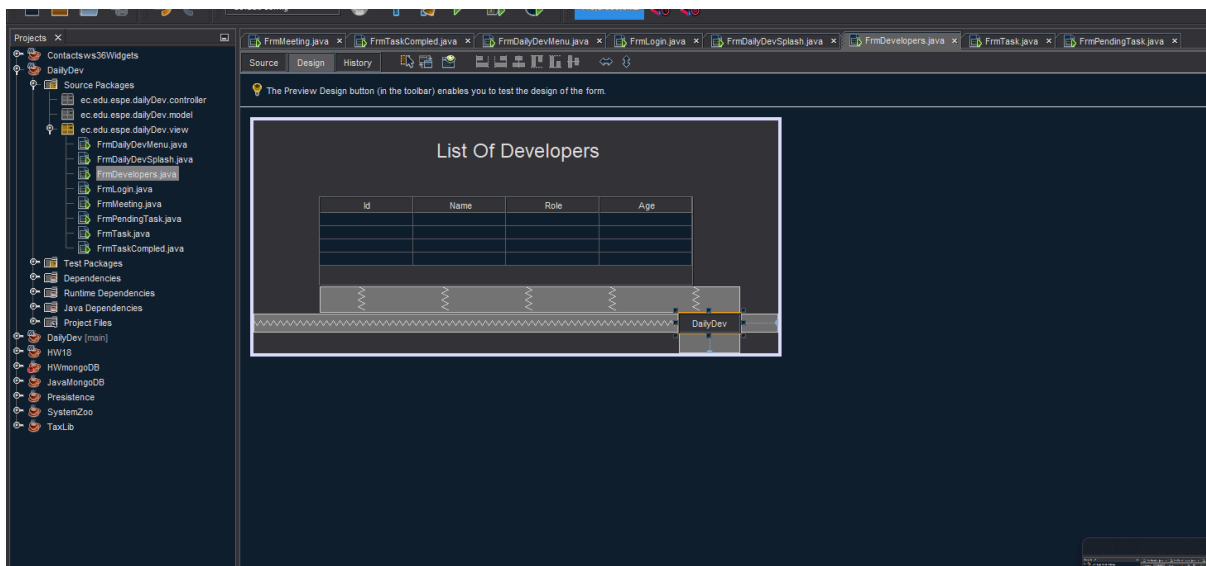 Projects
Contactsws36Widgets
DailyDev
Source Packages
ec.edu.espe.dailyDev.controller
ec.edu.espe.dailyDev.model
ec.edu.espe.dailyDev.view
FrmDailyDevMenu.java
FrmDailyDevSplash.java
FrmDevelopers.java
FrmLogin.java
FrmMeeting.java
FrmPendingTask.java
FrmTask.java
FrmTaskCompled.java
Test Packages
Dependencies
Runtime Dependencies
Java Dependencies
Project Files
DailyDev [main]
HW18
HWmongoDB
JavaMongoDB
Presistence
SystemZoo
TaxLib
FrmMeeting.java FrmTaskCompled.java FrmDailyDevMenu.java FrmLogin.java FrmDailyDevSplash.java FrmDevelopers.java FrmTask.java FrmPendingTask.java
Source Design History
The Preview Design button (in the toolbar) enables you to test the design of the form.
List Of Developers
Id Name Role Age
DailyDev